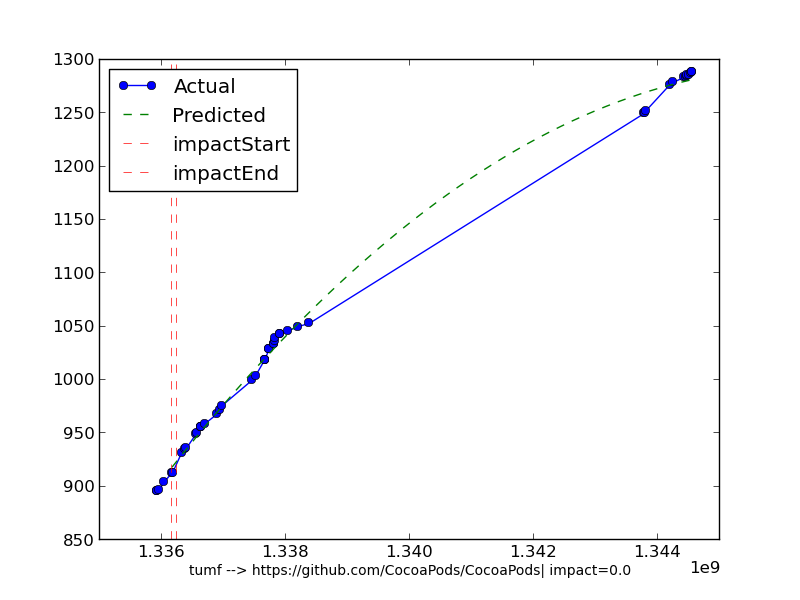 1300
1250
1200
1150
1100
1050
1000
950
900
850
Actual
Predicted
impactStart
impactEnd
1.336 1.338 1.340 1.342 1.344
1e9
tumf --> https://github.com/CocoaPods/CocoaPods| impact=0.0